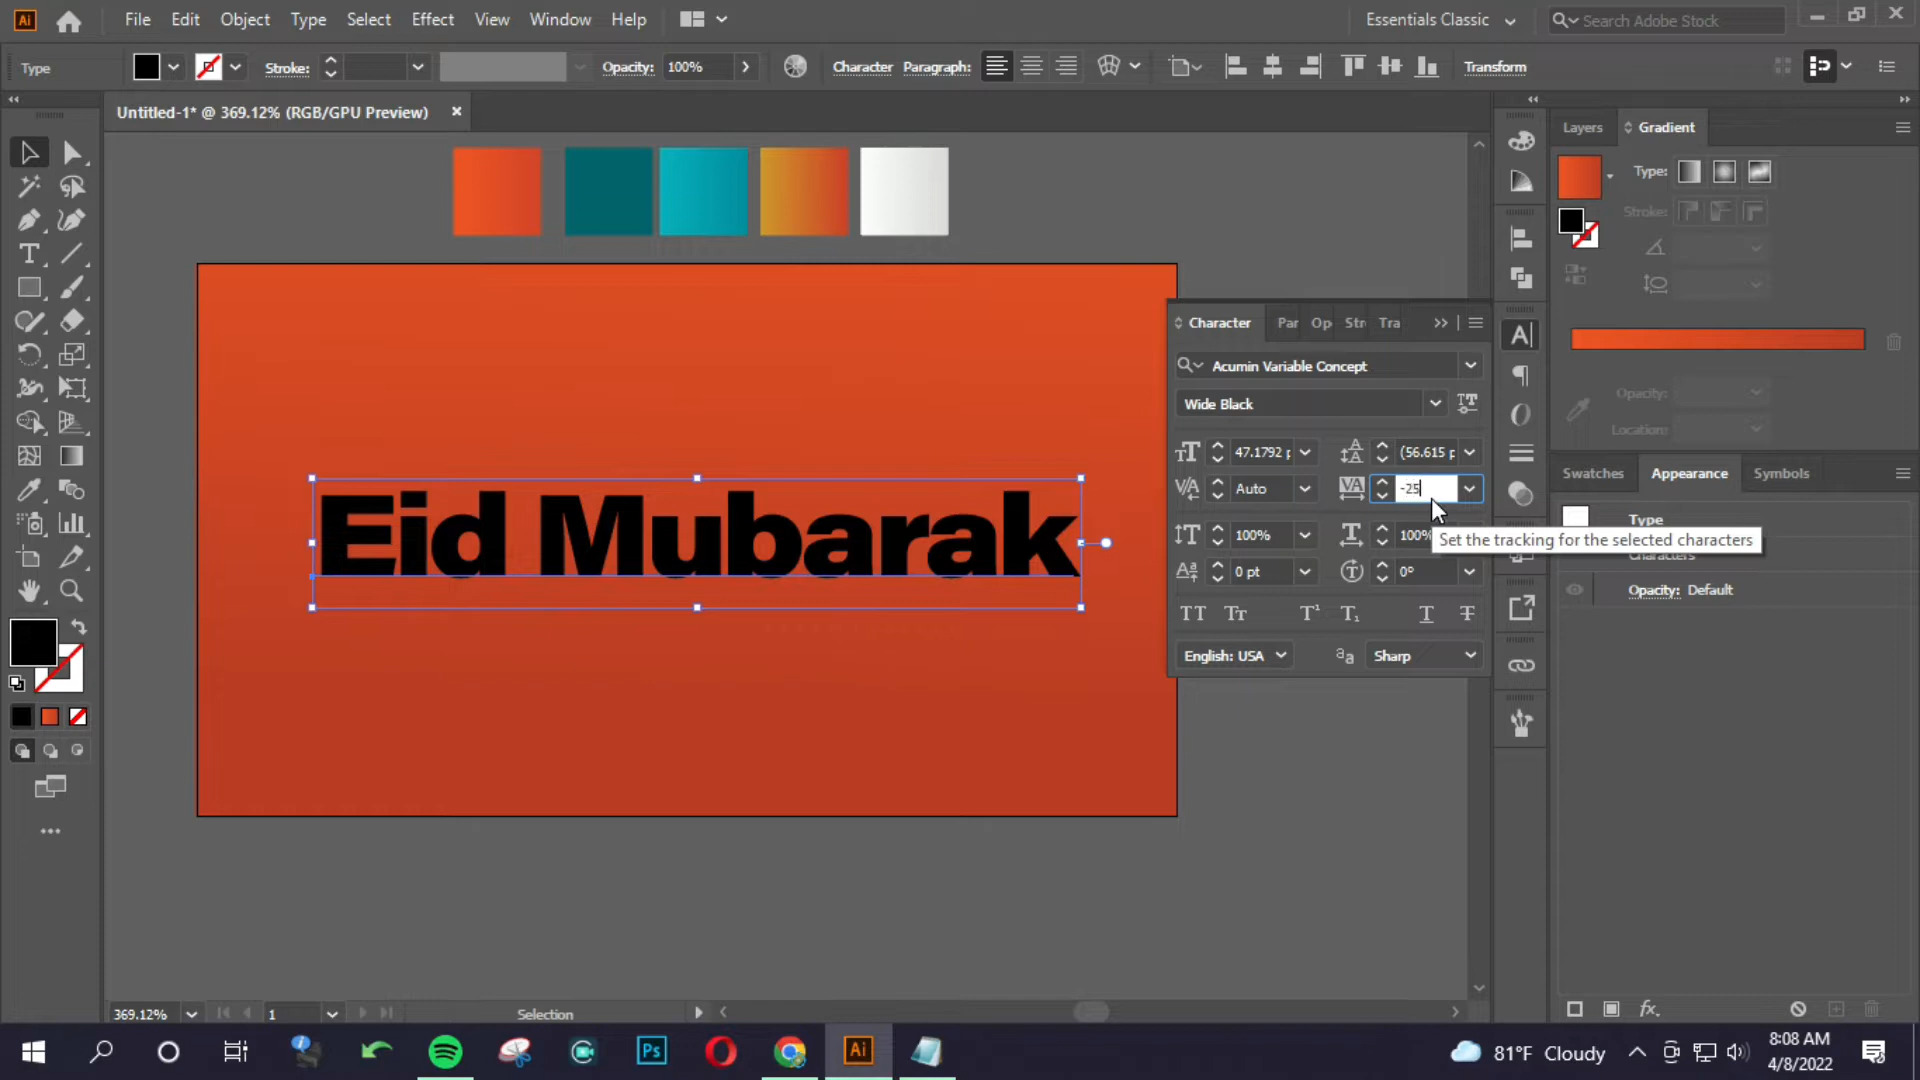 Ai File Edit Object Type Select Effect View Window Help Essentials Classic Search Adobe Stock
Type Stroke: Opacity: 100% Character Paragraph: Transform
Untitled-1* @ 369.12% (RGB/GPU Preview)
Layers Gradient
Type:
Stroke:
Opacity:
Location:
Swatches Appearance Symbols
Type
Characters
Opacity: Default
Eid Mubarak
Character Par Op Str Tra
Acumin Variable Concept
Wide Black
47.1792 p (56.615 p
Auto -25
100% 100%
0 pt 0°
English: USA Sharp
Set the tracking for the selected characters
369.12% 1 Selection
Ps Ai 81°F Cloudy 8:08 AM
4/8/2022